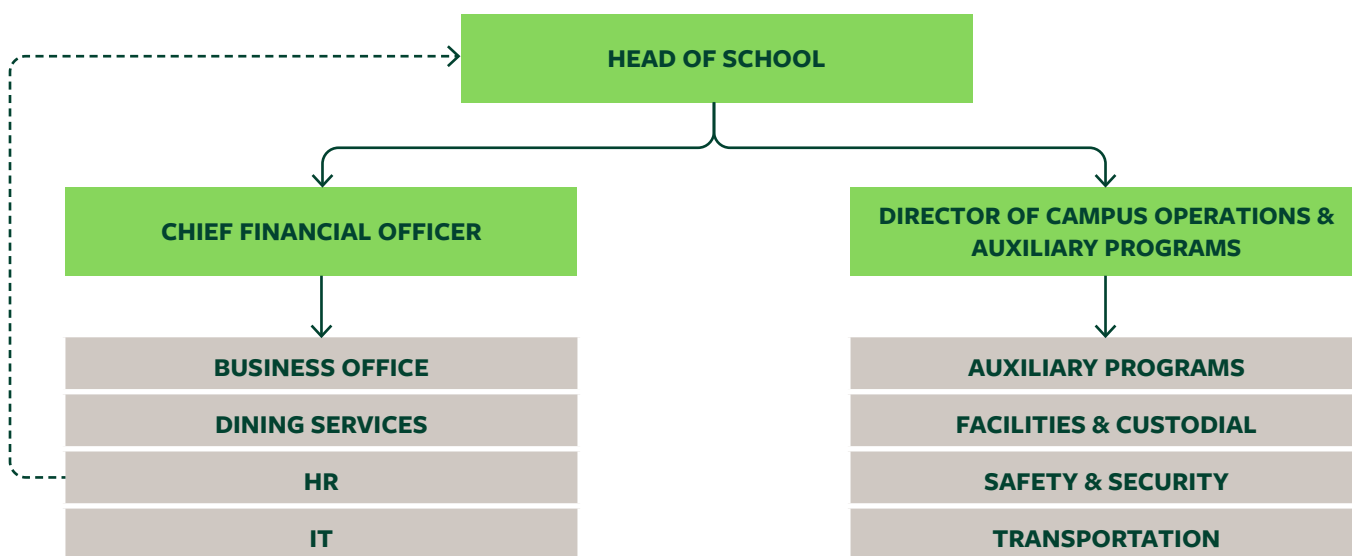 HEAD OF SCHOOL
CHIEF FINANCIAL OFFICER
DIRECTOR OF CAMPUS OPERATIONS &
AUXILIARY PROGRAMS
BUSINESS OFFICE
DINING SERVICES
HR
IT
AUXILIARY PROGRAMS
FACILITIES & CUSTODIAL
SAFETY & SECURITY
TRANSPORTATION